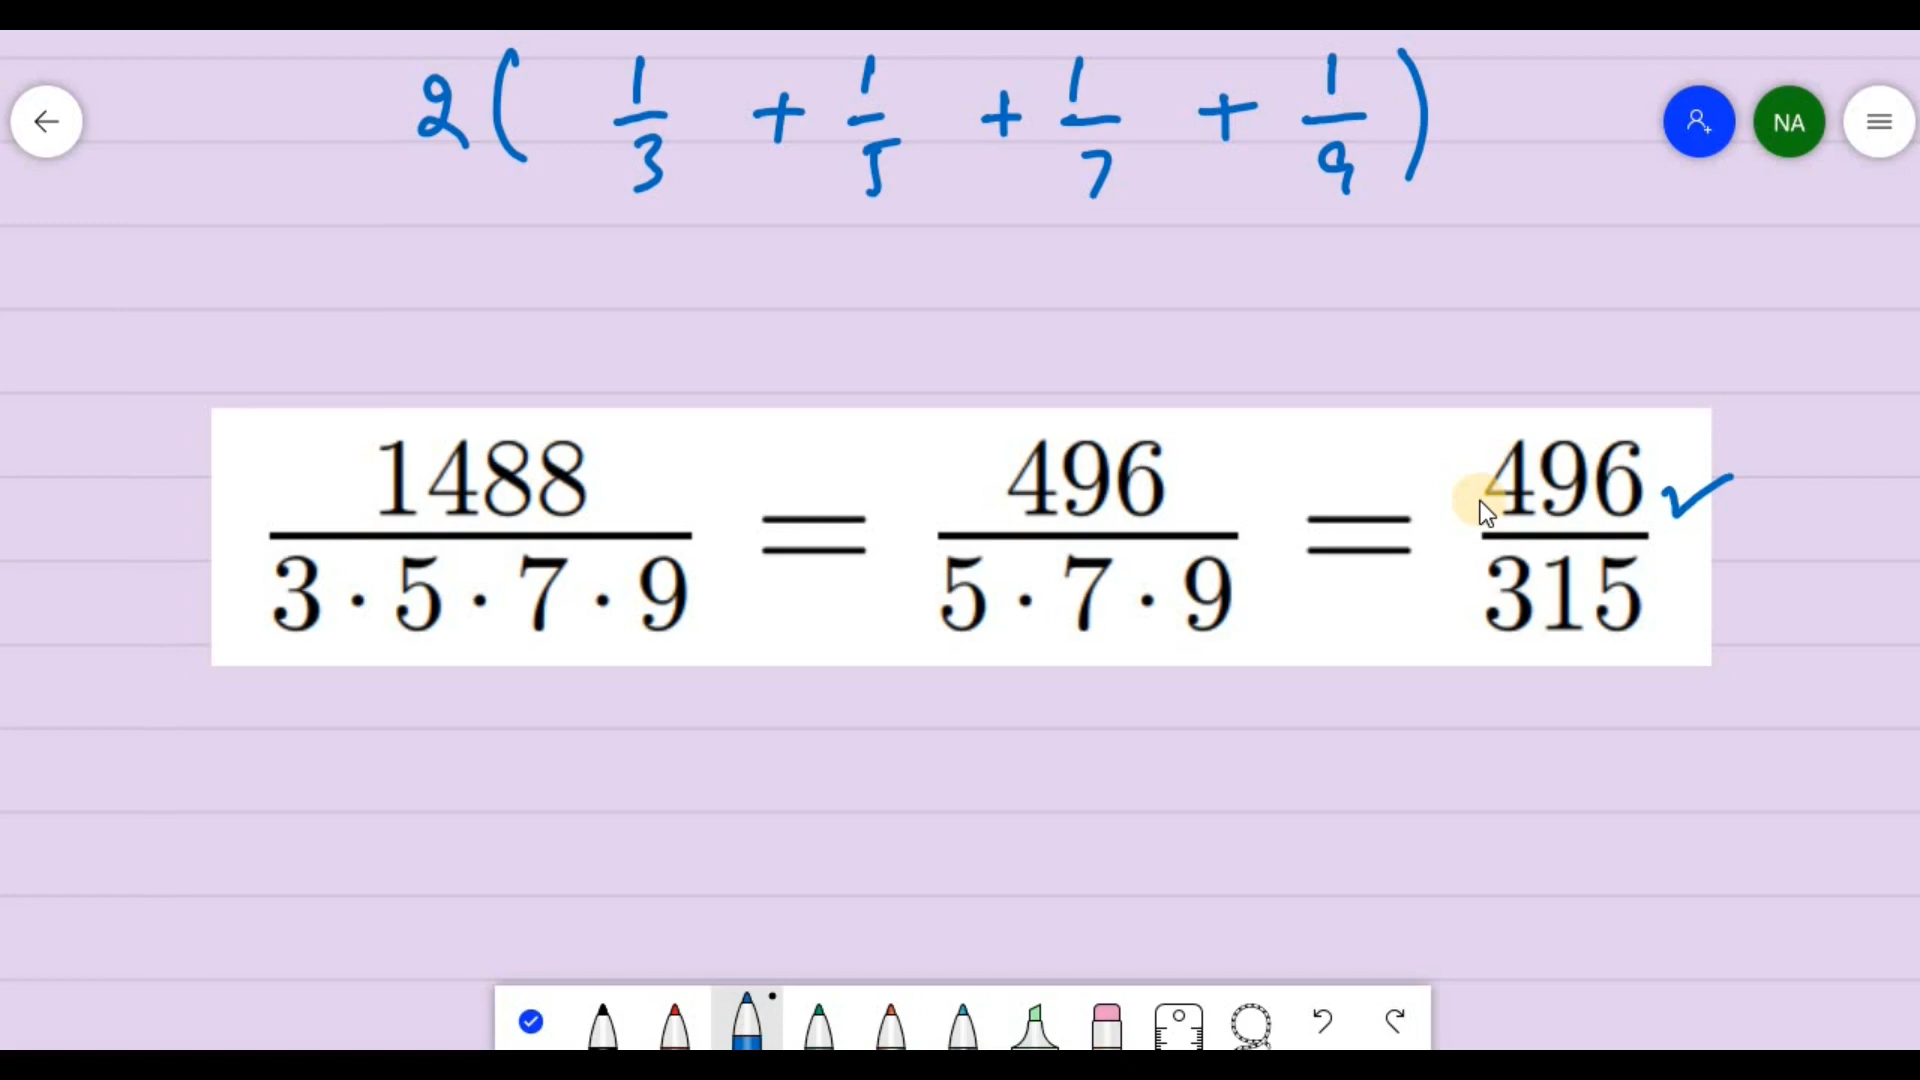 2 ( 1/3 + 1/5 + 1/7 + 1/9 )
NA
1488/(3 · 5 · 7 · 9) = 496/(5 · 7 · 9) = 496/315 ✓